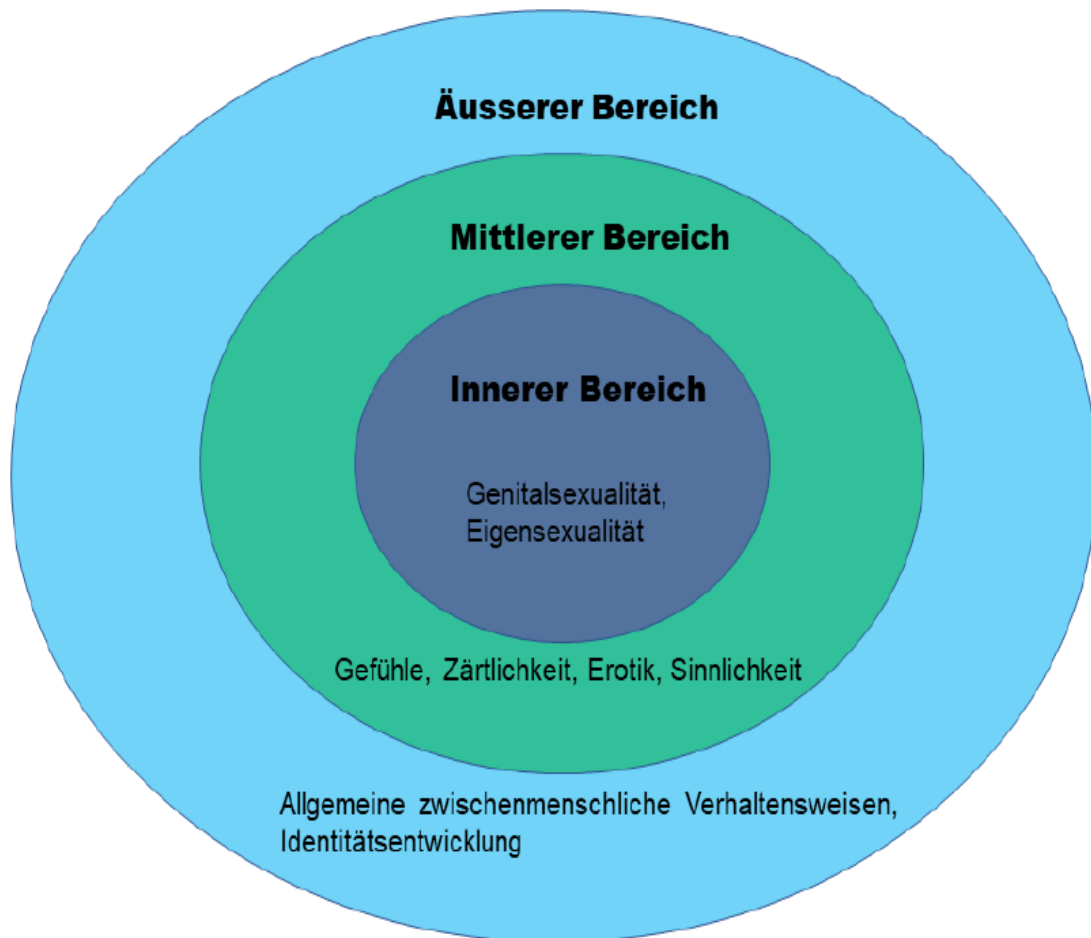 Äusserer Bereich
Mittlerer Bereich
Innerer Bereich
Genitalsexualität,
Eigensexualität
Gefühle, Zärtlichkeit, Erotik, Sinnlichkeit
Allgemeine zwischenmenschliche Verhaltensweisen,
Identitätsentwicklung